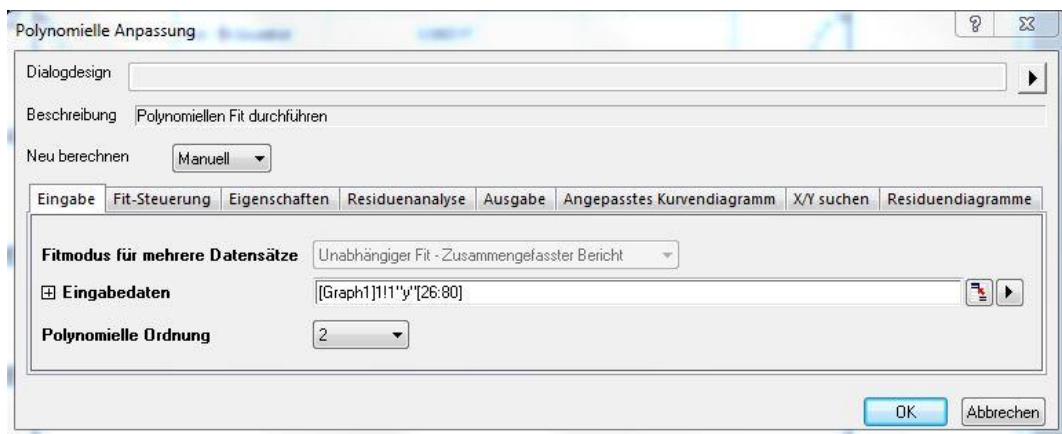 Polynomielle Anpassung
Dialogdesign
Beschreibung Polynomiellen Fit durchführen
Neu berechnen Manuell
Eingabe Fit-Steuerung Eigenschaften Residuenanalyse Ausgabe Angepasstes Kurvendiagramm X/Y suchen Residuendiagramme
Fitmodus für mehrere Datensätze Unabhängiger Fit - Zusammengefasster Bericht
Eingabedaten [Graph1]1!1"y"[26:80]
Polynomielle Ordnung 2
OK Abbrechen